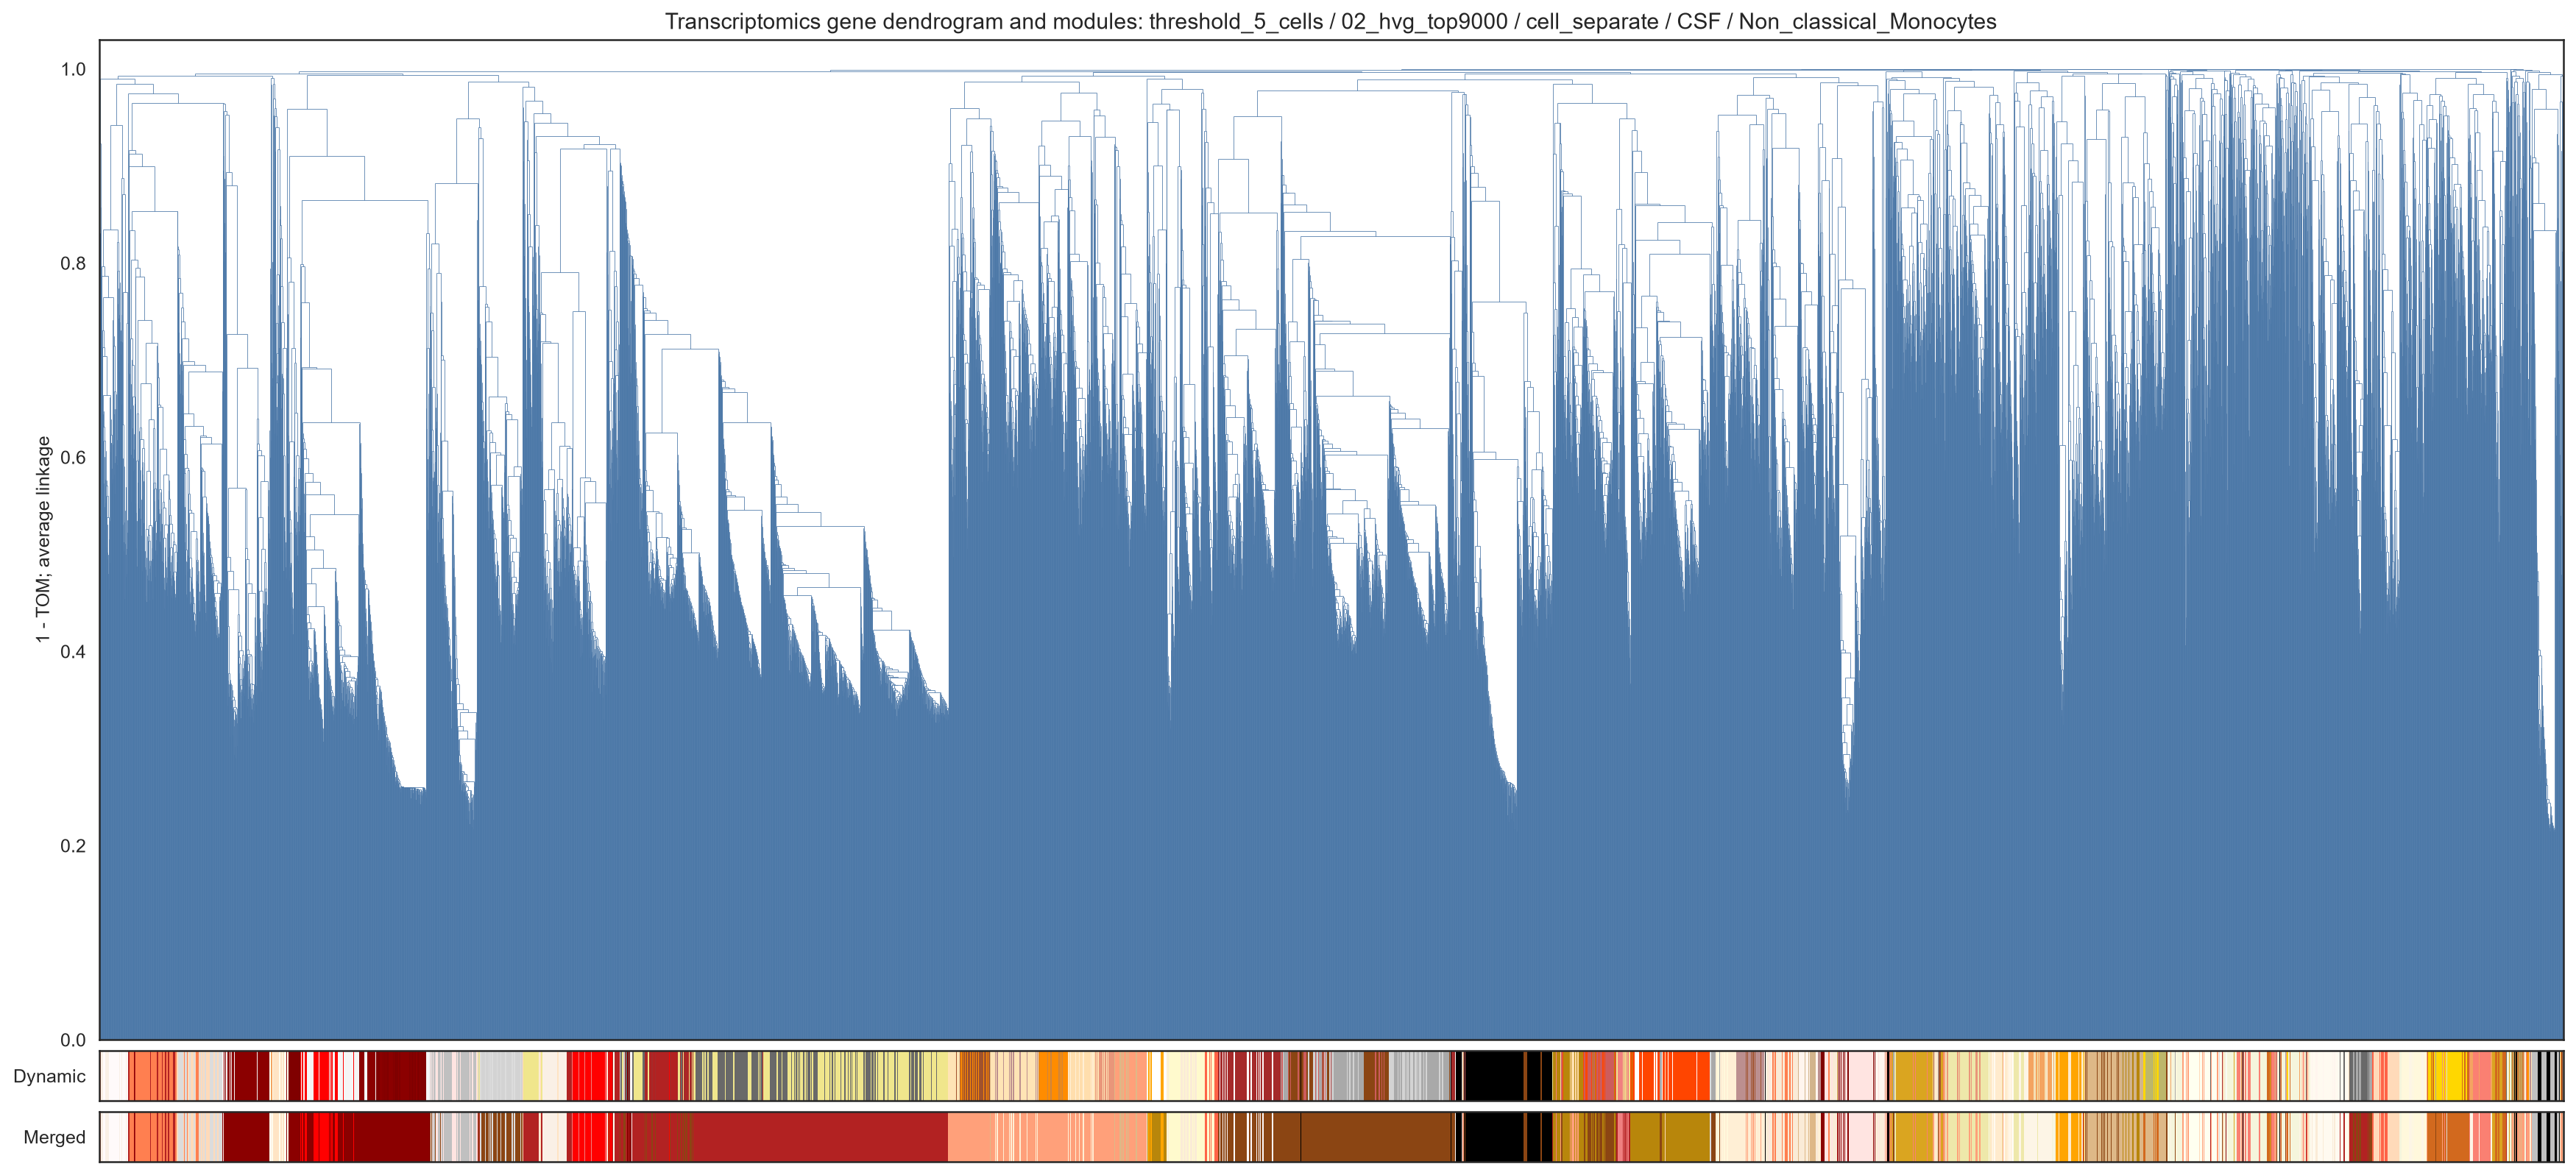 Transcriptomics gene dendrogram and modules: threshold_5_cells / 02_hvg_top9000 / cell_separate / CSF / Non_classical_Monocytes
1.0
0.8
0.6
0.4
0.2
0.0
1 - TOM; average linkage
Dynamic
Merged